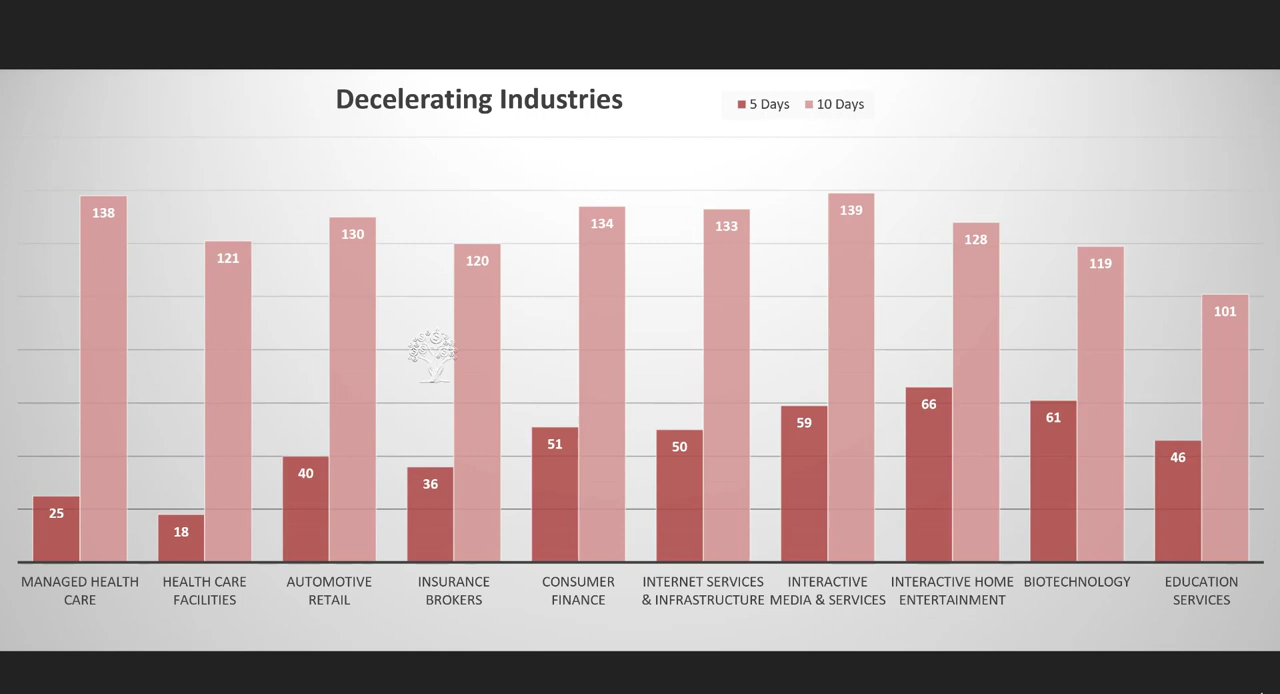 Decelerating Industries
5 Days 10 Days
138
121
130
120
134
133
139
128
119
101
25
18
40
36
51
50
59
66
61
46
MANAGED HEALTH
CARE
HEALTH CARE
FACILITIES
AUTOMOTIVE
RETAIL
INSURANCE
BROKERS
CONSUMER
FINANCE
INTERNET SERVICES
& INFRASTRUCTURE
INTERACTIVE
MEDIA & SERVICES
INTERACTIVE HOME
ENTERTAINMENT
BIOTECHNOLOGY
EDUCATION
SERVICES